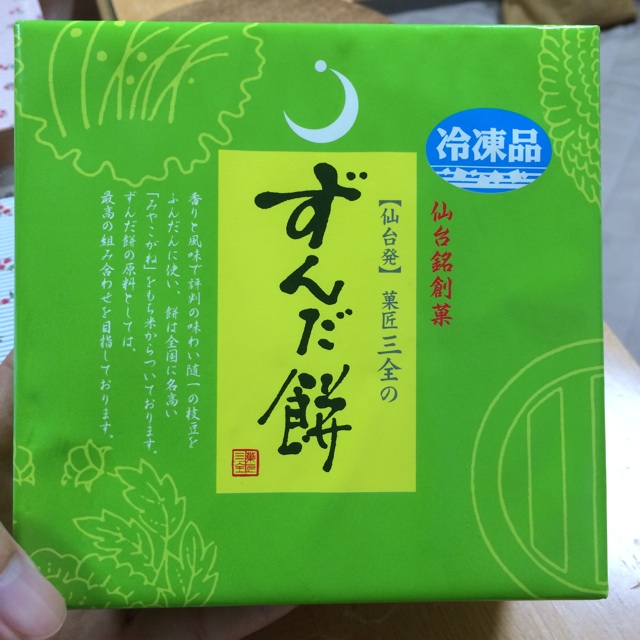 冷凍品
仙台銘創菓
【仙台発】 菓匠三全の
ずんだ餅
菓匠
三全
香りと風味で評判の味わい随一の枝豆を
ふんだんに使い、餅は全国に名高い
「みやこがね」をもち米からついております。
ずんだ餅の原料としては、
最高の組み合わせを目指しております。